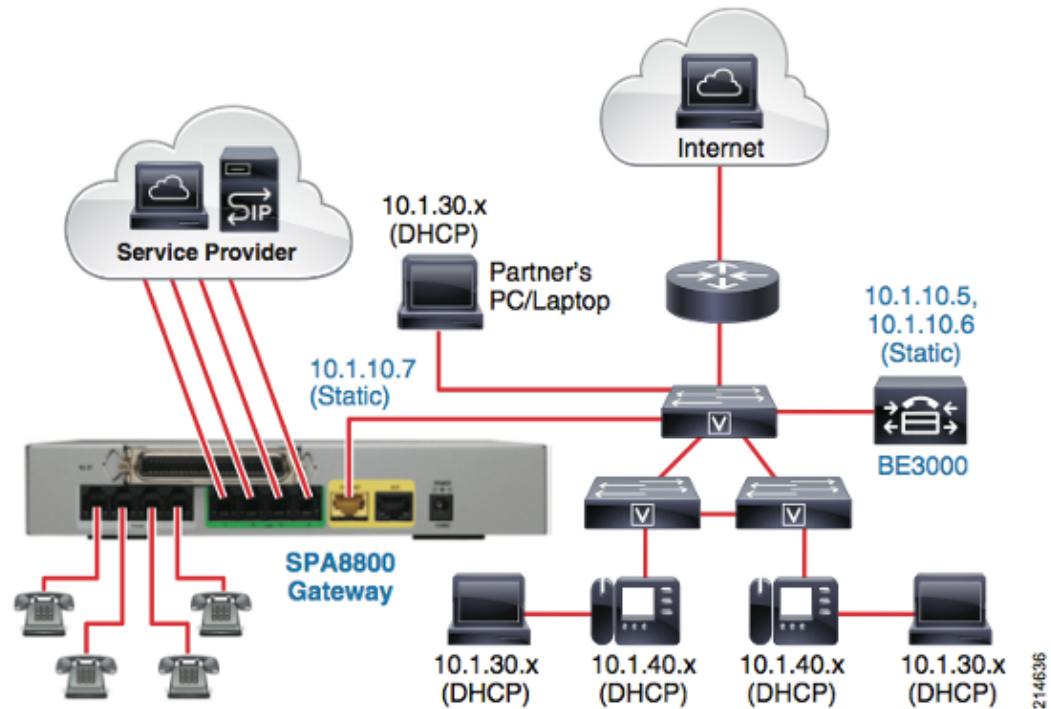 Internet
SIP
Service Provider
10.1.30.x
(DHCP)
Partner's
PC/Laptop
10.1.10.5,
10.1.10.6
(Static)
10.1.10.7
(Static)
V
BE3000
V
V
SPA8800
Gateway
10.1.30.x
(DHCP)
10.1.40.x
(DHCP)
10.1.40.x
(DHCP)
10.1.30.x
(DHCP)
214636